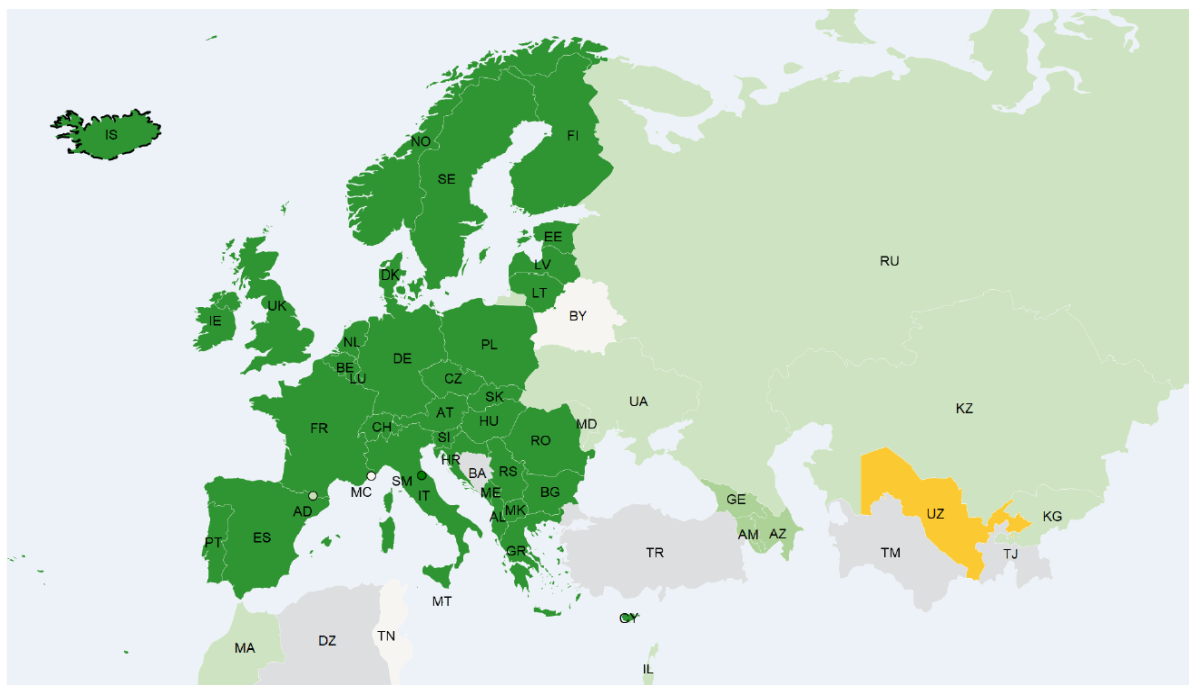 IS
NO
FI
SE
EE
LV
DK
LT
RU
UK
IE
BY
NL
PL
BE
DE
LU
CZ
SK
UA
KZ
AT
FR
CH
HU
MD
SI
RO
HR
BA
RS
SM
MC
IT
ME
BG
GE
AD
AL
MK
UZ
KG
PT
ES
AM
AZ
GR
TR
TM
TJ
MT
CY
TN
DZ
MA
IL